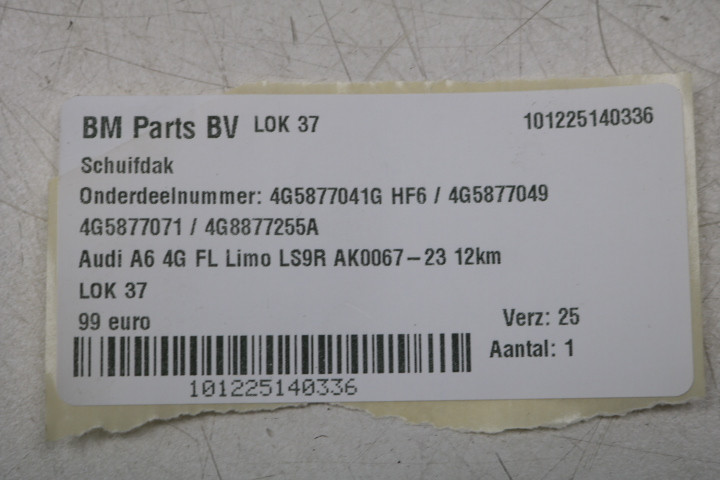 BM Parts BV LOK 37 101225140336
Schuifdak
Onderdeelnummer: 4G5877041G HF6 / 4G5877049
4G5877071 / 4G8877255A
Audi A6 4G FL Limo LS9R AK0067-23 12km
LOK 37
99 euro Verz: 25
Aantal: 1
101225140336